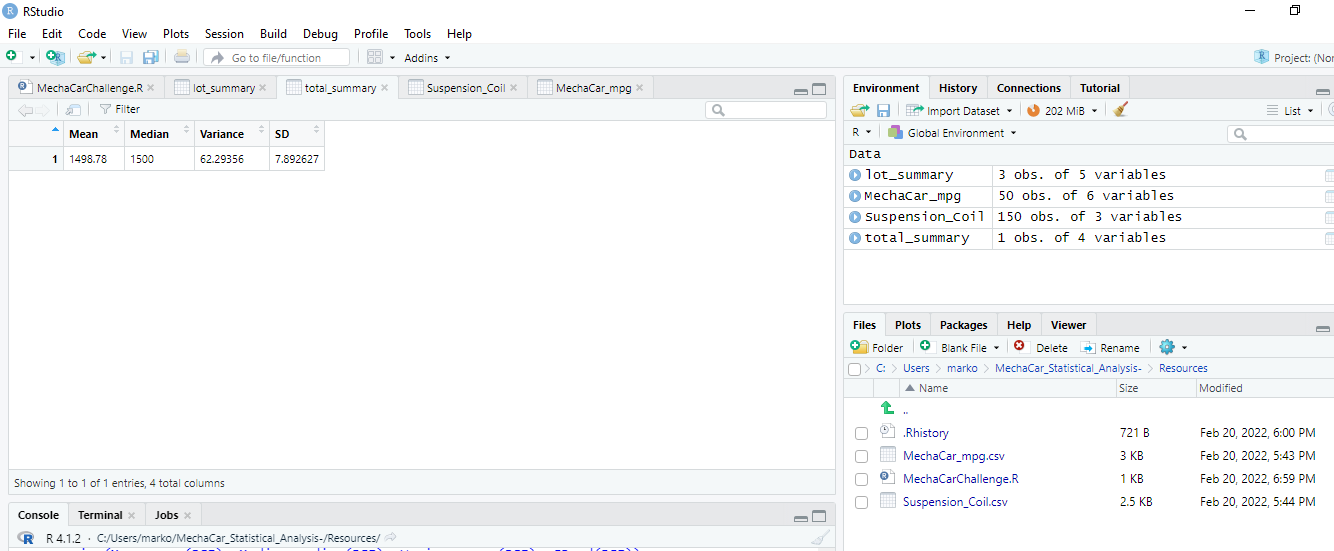 RStudio
File Edit Code View Plots Session Build Debug Profile Tools Help
Go to file/function Addins Project: (Nor
MechaCarChallenge.R lot_summary total_summary Suspension_Coil MechaCar_mpg
Filter
Mean Median Variance SD
1 1498.78 1500 62.29356 7.892627
Showing 1 to 1 of 1 entries, 4 total columns
Console Terminal Jobs
R 4.1.2 · C:/Users/marko/MechaCar_Statistical_Analysis-/Resources/
Environment History Connections Tutorial
Import Dataset 202 MiB List
R Global Environment
Data
lot_summary 3 obs. of 5 variables
MechaCar_mpg 50 obs. of 6 variables
Suspension_Coil 150 obs. of 3 variables
total_summary 1 obs. of 4 variables
Files Plots Packages Help Viewer
Folder Blank File Delete Rename
C: Users marko MechaCar_Statistical_Analysis- Resources
Name Size Modified
..
.Rhistory 721 B Feb 20, 2022, 6:00 PM
MechaCar_mpg.csv 3 KB Feb 20, 2022, 5:43 PM
MechaCarChallenge.R 1 KB Feb 20, 2022, 6:59 PM
Suspension_Coil.csv 2.5 KB Feb 20, 2022, 5:44 PM